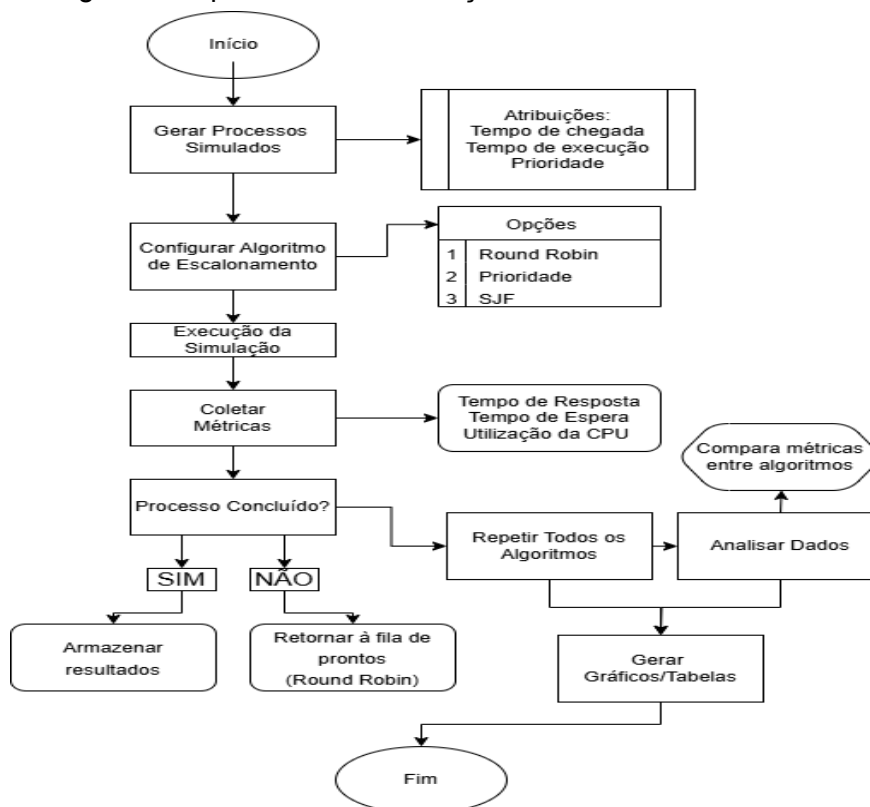 Início
Gerar Processos
Simulados
Atribuições:
Tempo de chegada
Tempo de execução
Prioridade
Configurar Algoritmo
de Escalonamento
Opções
1 Round Robin
2 Prioridade
3 SJF
Execução da
Simulação
Coletar
Métricas
Tempo de Resposta
Tempo de Espera
Utilização da CPU
Compara métricas
entre algoritmos
Processo Concluído?
Repetir Todos os
Algoritmos
Analisar Dados
SIM
NÃO
Armazenar
resultados
Retornar à fila de
prontos
(Round Robin)
Gerar
Gráficos/Tabelas
Fim